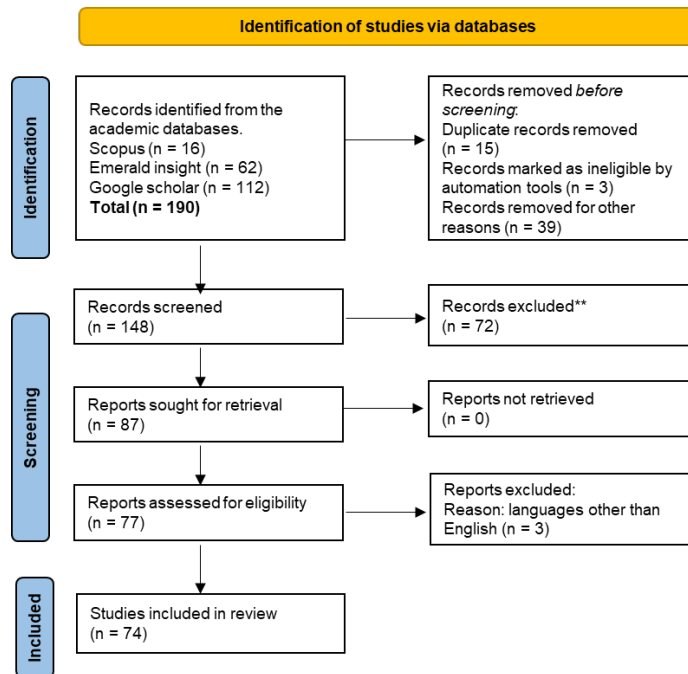 Identification of studies via databases
Identification
Records identified from the
academic databases.
Scopus (n = 16)
Emerald insight (n = 62)
Google scholar (n = 112)
Total (n = 190)
Records removed before
screening:
Duplicate records removed
(n = 15)
Records marked as ineligible by
automation tools (n = 3)
Records removed for other
reasons (n = 39)
Screening
Records screened
(n = 148)
Records excluded**
(n = 72)
Reports sought for retrieval
(n = 87)
Reports not retrieved
(n = 0)
Reports assessed for eligibility
(n = 77)
Reports excluded:
Reason: languages other than
English (n = 3)
Included
Studies included in review
(n = 74)